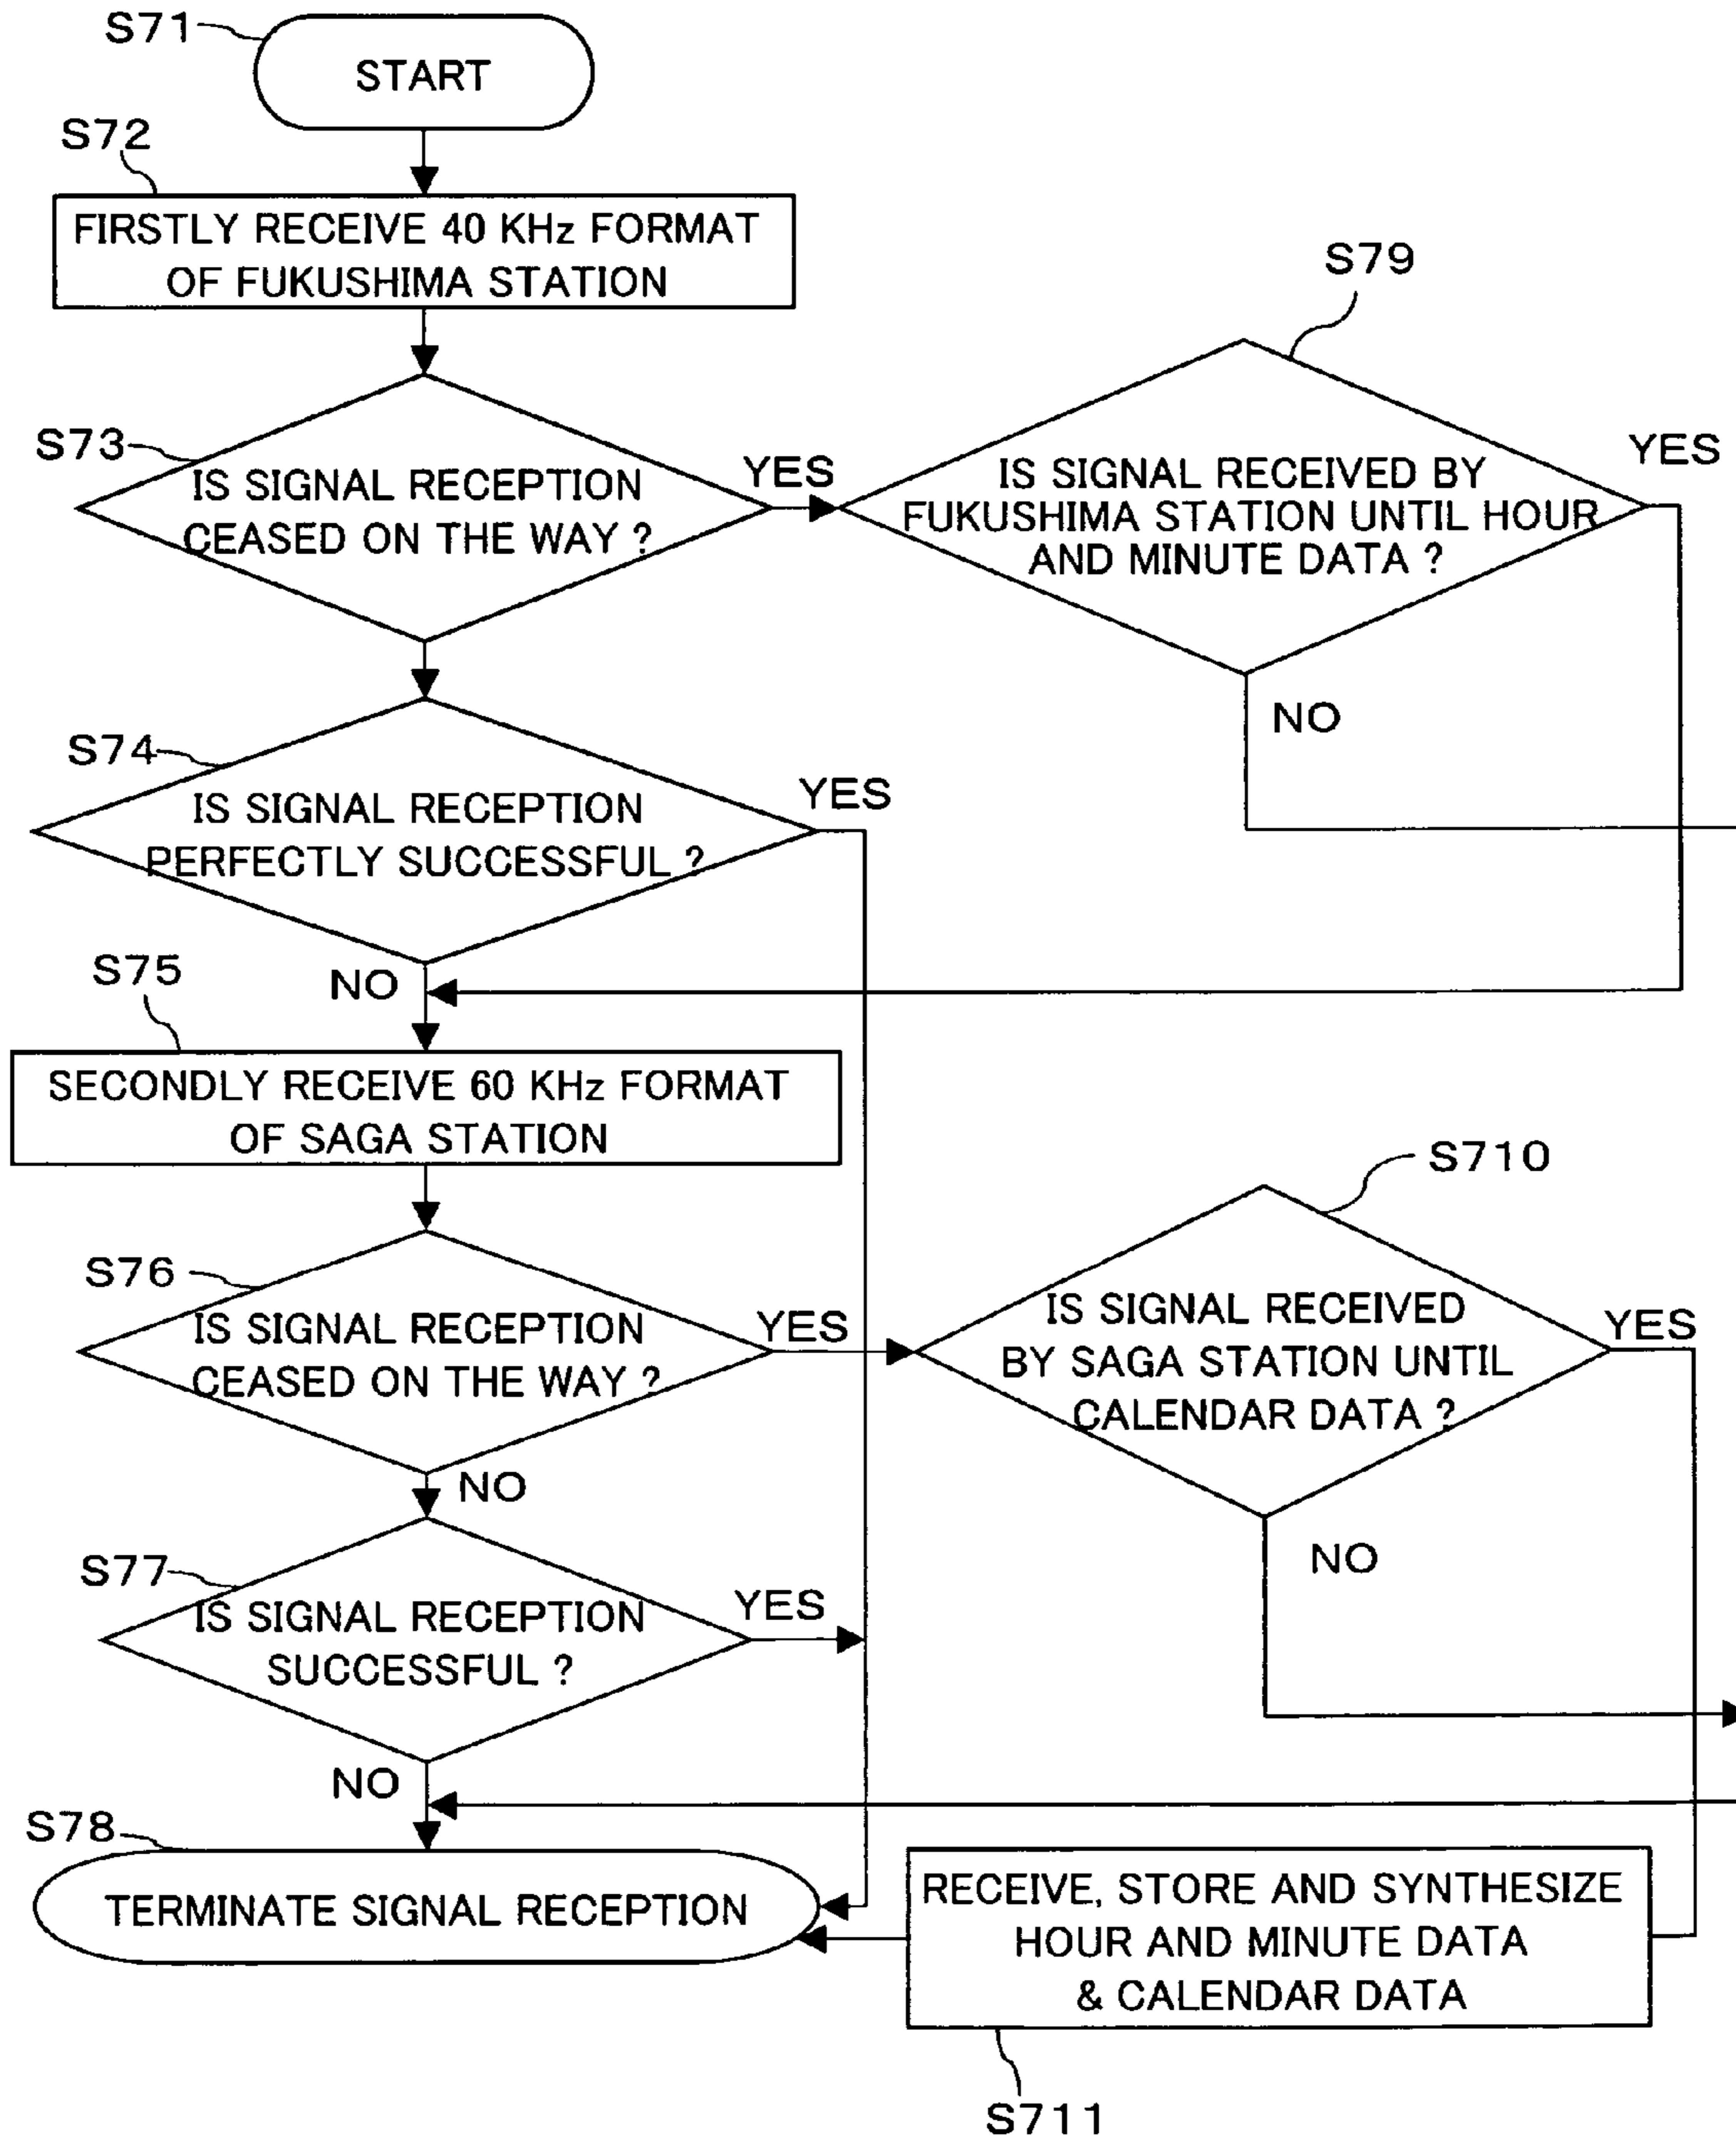 S71
START
S72
FIRSTLY RECEIVE 40 KHz FORMAT
OF FUKUSHIMA STATION
S73
IS SIGNAL RECEPTION
CEASED ON THE WAY ?
YES
S79
IS SIGNAL RECEIVED BY
FUKUSHIMA STATION UNTIL HOUR
AND MINUTE DATA ?
YES
NO
S74
IS SIGNAL RECEPTION
PERFECTLY SUCCESSFUL ?
YES
NO
S75
SECONDLY RECEIVE 60 KHz FORMAT
OF SAGA STATION
S76
IS SIGNAL RECEPTION
CEASED ON THE WAY ?
YES
NO
S710
IS SIGNAL RECEIVED
BY SAGA STATION UNTIL
CALENDAR DATA ?
YES
NO
S77
IS SIGNAL RECEPTION
SUCCESSFUL ?
YES
NO
S78
TERMINATE SIGNAL RECEPTION
RECEIVE, STORE AND SYNTHESIZE
HOUR AND MINUTE DATA
& CALENDAR DATA
S711